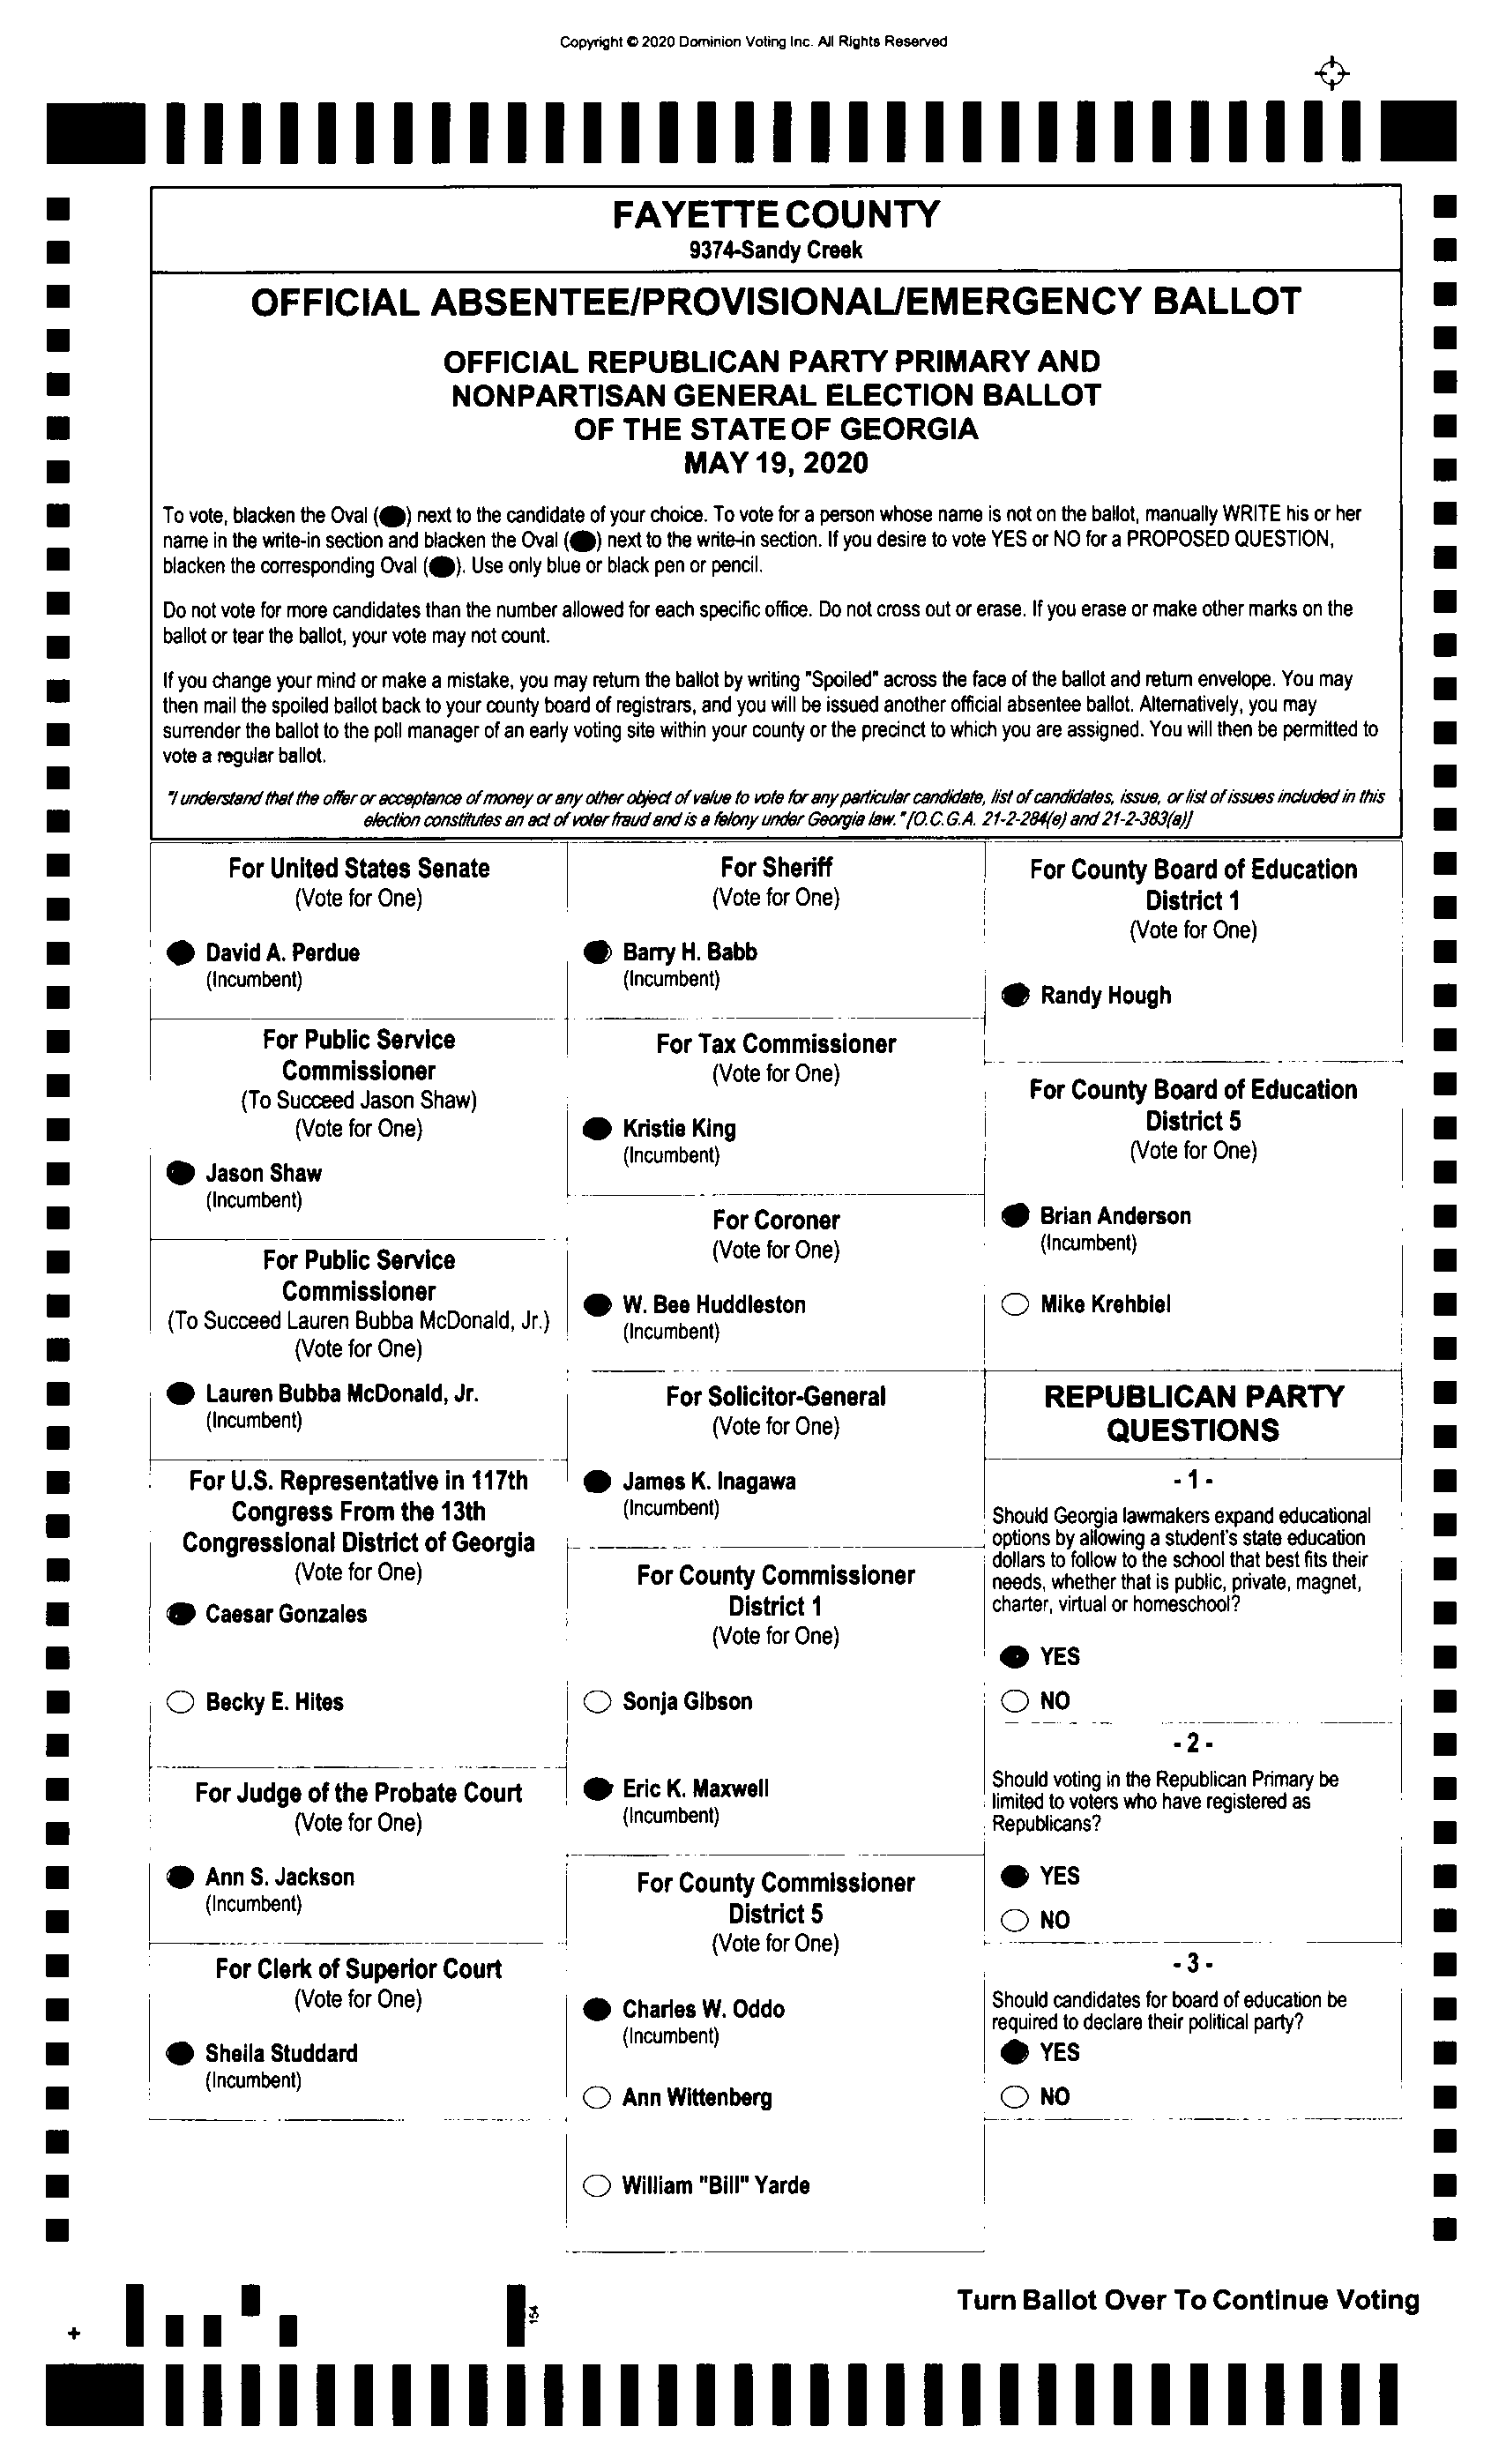 Copyright © 2020 Dominion Voting Inc. All Rights Reserved
FAYETTE COUNTY
9374-Sandy Creek
OFFICIAL ABSENTEE/PROVISIONAL/EMERGENCY BALLOT
OFFICIAL REPUBLICAN PARTY PRIMARY AND
NONPARTISAN GENERAL ELECTION BALLOT
OF THE STATE OF GEORGIA
MAY 19, 2020
To vote, blacken the Oval () next to the candidate of your choice. To vote for a person whose name is not on the ballot, manually WRITE his or her
name in the write-in section and blacken the Oval () next to the write-in section. If you desire to vote YES or NO for a PROPOSED QUESTION,
blacken the corresponding Oval (). Use only blue or black pen or pencil.
Do not vote for more candidates than the number allowed for each specific office. Do not cross out or erase. If you erase or make other marks on the
ballot or tear the ballot, your vote may not count.
If you change your mind or make a mistake, you may return the ballot by writing "Spoiled" across the face of the ballot and return envelope. You may
then mail the spoiled ballot back to your county board of registrars, and you will be issued another official absentee ballot. Alternatively, you may
surrender the ballot to the poll manager of an early voting site within your county or the precinct to which you are assigned. You will then be permitted to
vote a regular ballot.
"I understand that the offer or acceptance of money or any other object of value to vote for any particular candidate, list of candidates, issue, or list of issues included in this
election constitutes an act of voter fraud and is a felony under Georgia law." [O.C.G.A. 21-2-284(e) and 21-2-383(a)]
For United States Senate
(Vote for One)
David A. Perdue
(Incumbent)
For Public Service
Commissioner
(To Succeed Jason Shaw)
(Vote for One)
Jason Shaw
(Incumbent)
For Public Service
Commissioner
(To Succeed Lauren Bubba McDonald, Jr.)
(Vote for One)
Lauren Bubba McDonald, Jr.
(Incumbent)
For U.S. Representative in 117th
Congress From the 13th
Congressional District of Georgia
(Vote for One)
Caesar Gonzales
Becky E. Hites
For Judge of the Probate Court
(Vote for One)
Ann S. Jackson
(Incumbent)
For Clerk of Superior Court
(Vote for One)
Sheila Studdard
(Incumbent)
For Sheriff
(Vote for One)
Barry H. Babb
(Incumbent)
For Tax Commissioner
(Vote for One)
Kristie King
(Incumbent)
For Coroner
(Vote for One)
W. Bee Huddleston
(Incumbent)
For Solicitor-General
(Vote for One)
James K. Inagawa
(Incumbent)
For County Commissioner
District 1
(Vote for One)
Sonja Gibson
Eric K. Maxwell
(Incumbent)
For County Commissioner
District 5
(Vote for One)
Charles W. Oddo
(Incumbent)
Ann Wittenberg
William "Bill" Yarde
For County Board of Education
District 1
(Vote for One)
Randy Hough
For County Board of Education
District 5
(Vote for One)
Brian Anderson
(Incumbent)
Mike Krehbiel
REPUBLICAN PARTY
QUESTIONS
- 1 -
Should Georgia lawmakers expand educational
options by allowing a student's state education
dollars to follow to the school that best fits their
needs, whether that is public, private, magnet,
charter, virtual or homeschool?
YES
NO
- 2 -
Should voting in the Republican Primary be
limited to voters who have registered as
Republicans?
YES
NO
- 3 -
Should candidates for board of education be
required to declare their political party?
YES
NO
Turn Ballot Over To Continue Voting
154
+